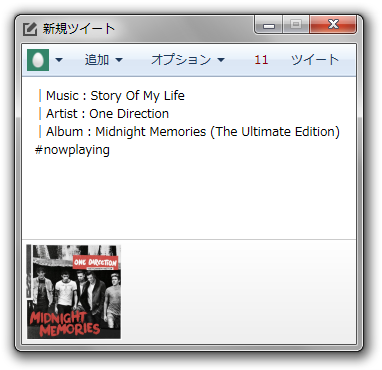 新規ツイート
追加 オプション 11 ツイート
│Music : Story Of My Life
│Artist : One Direction
│Album : Midnight Memories (The Ultimate Edition)
#nowplaying
ONE DIRECTION
MIDNIGHT
MEMORIES